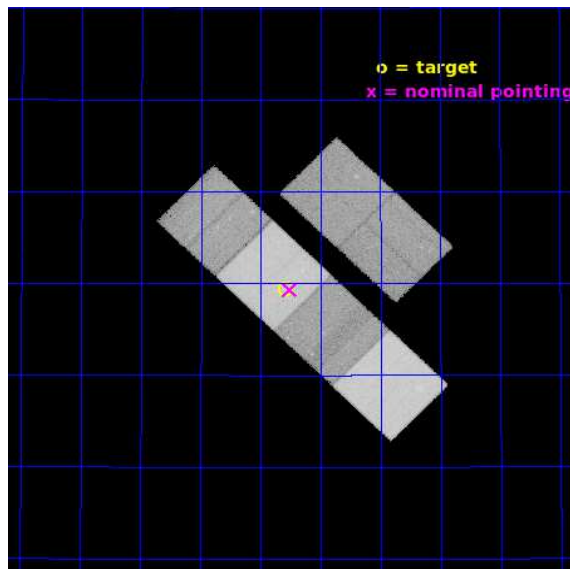 o = target
x = nominal pointing